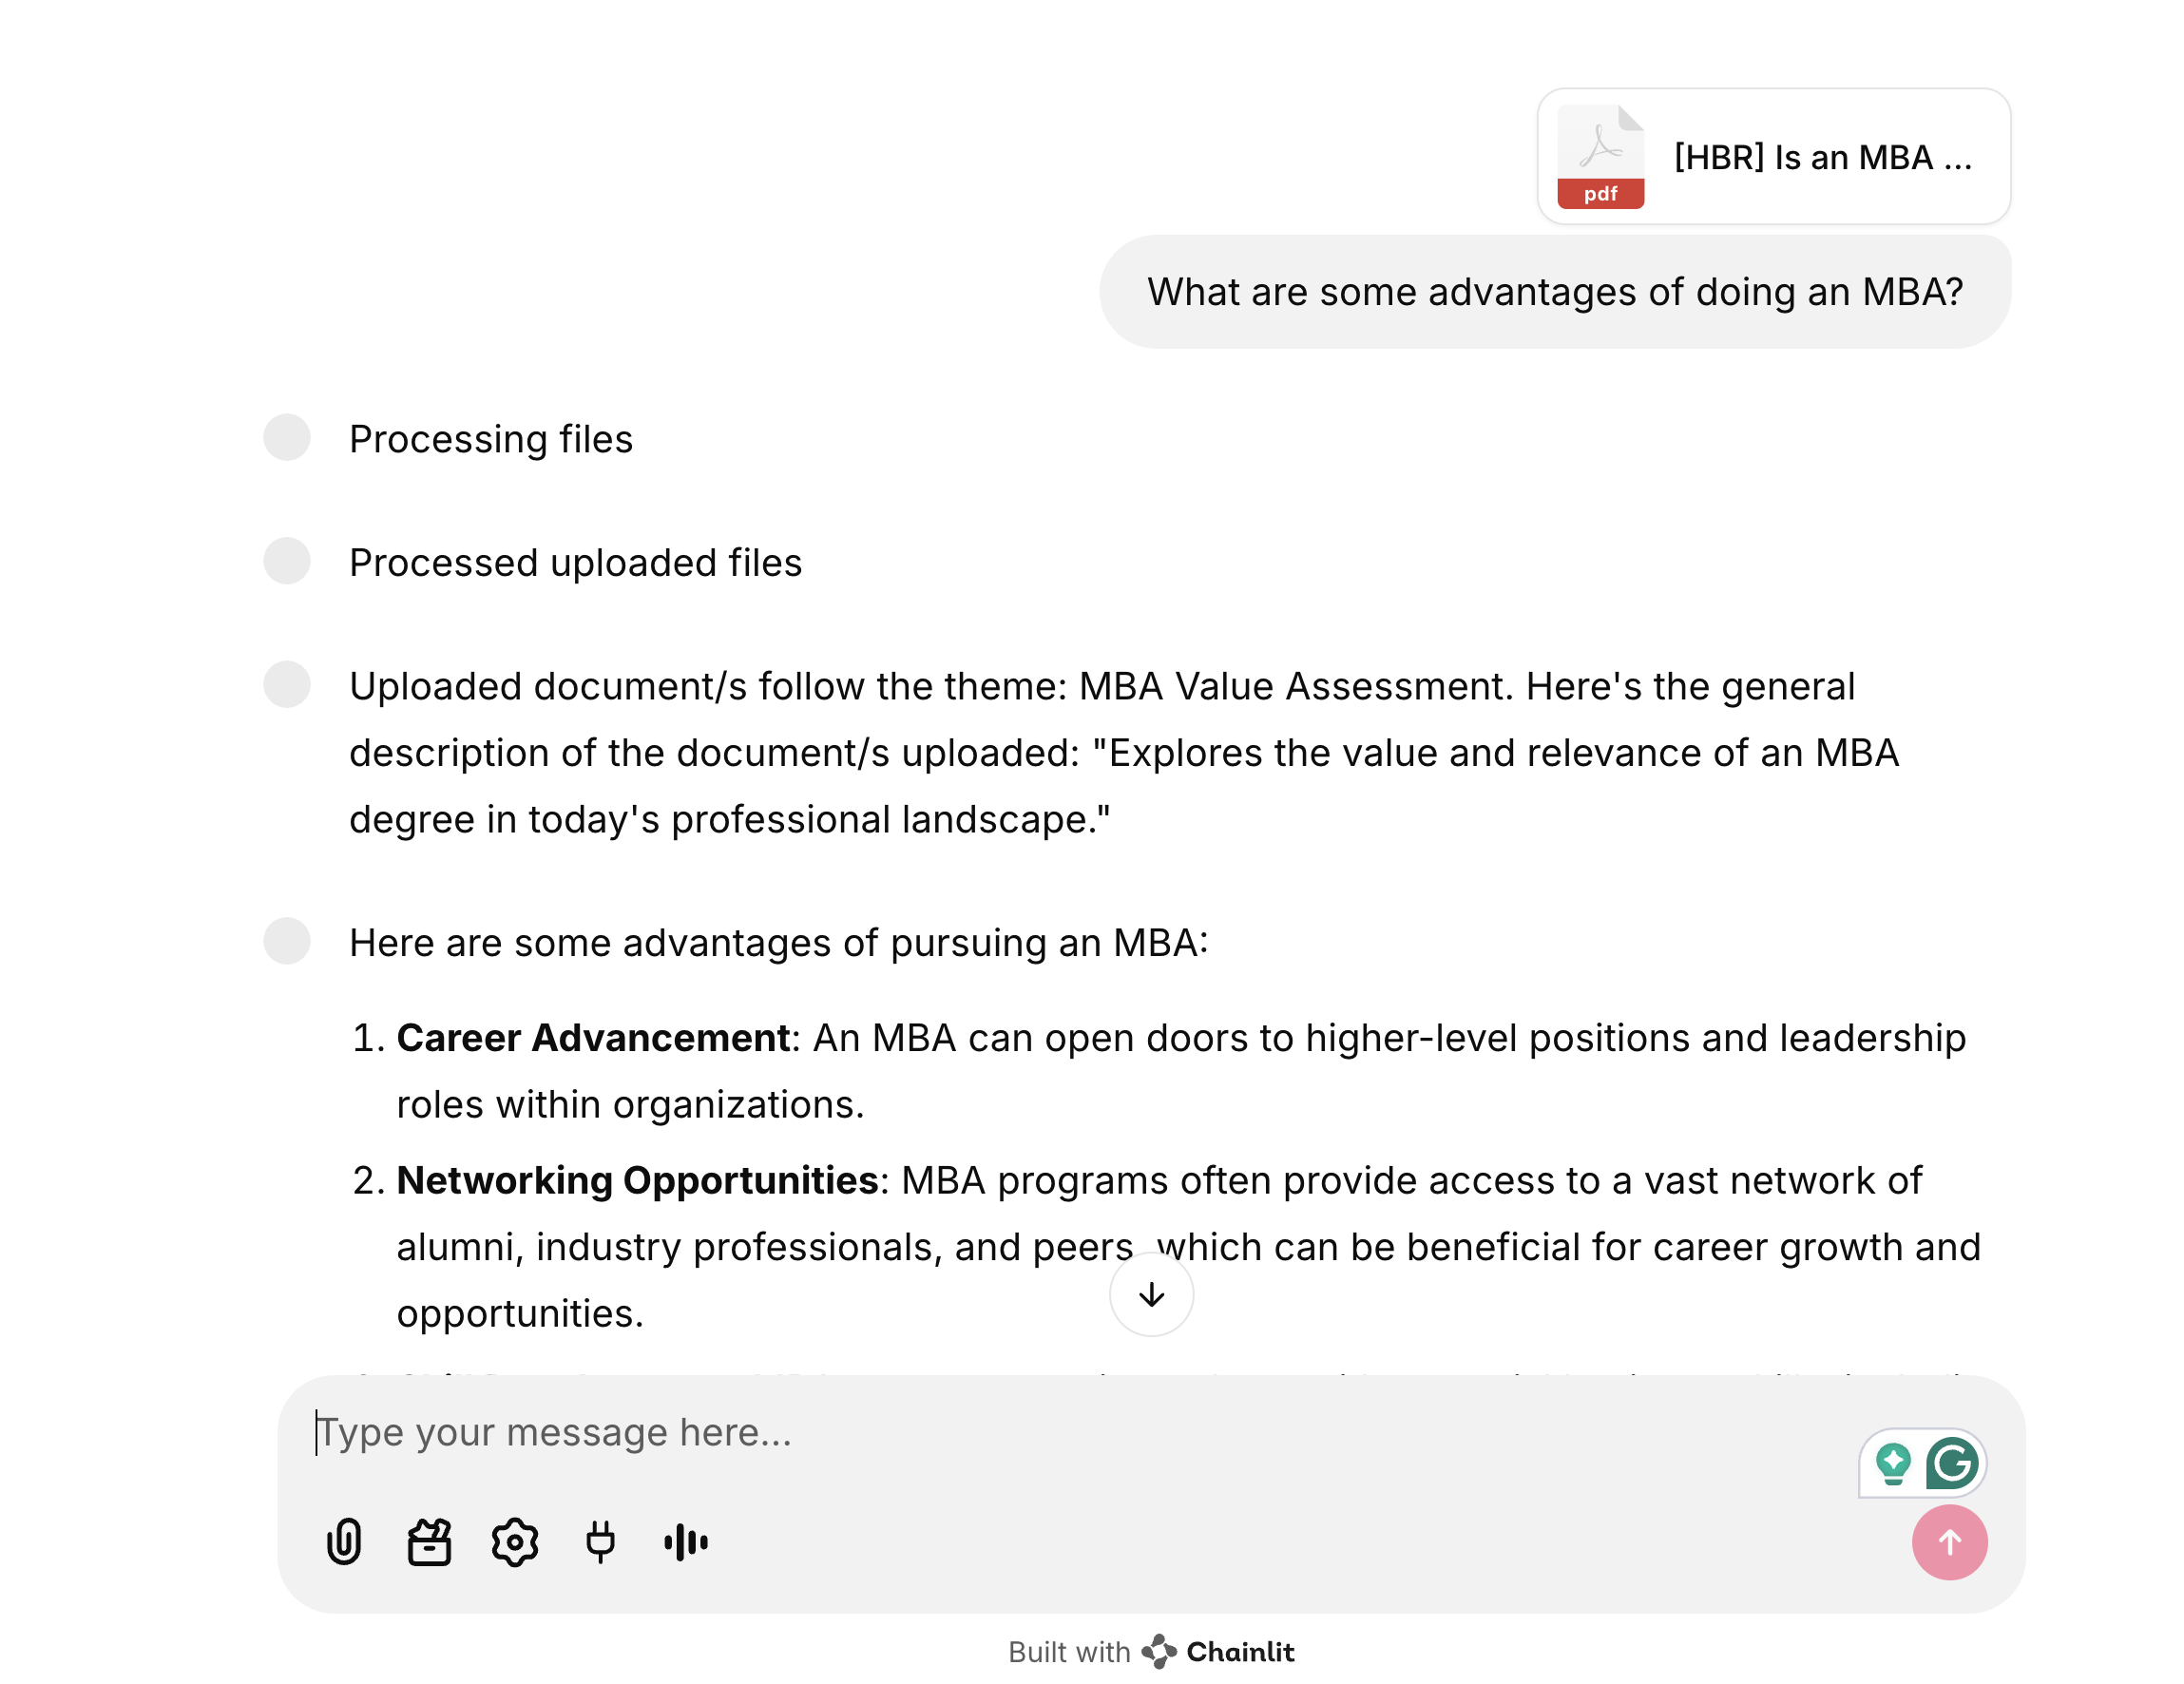 [HBR] Is an MBA ...
pdf
What are some advantages of doing an MBA?
Processing files
Processed uploaded files
Uploaded document/s follow the theme: MBA Value Assessment. Here's the general
description of the document/s uploaded: "Explores the value and relevance of an MBA
degree in today's professional landscape."
Here are some advantages of pursuing an MBA:
1. Career Advancement: An MBA can open doors to higher-level positions and leadership
roles within organizations.
2. Networking Opportunities: MBA programs often provide access to a vast network of
alumni, industry professionals, and peers which can be beneficial for career growth and
opportunities.
Type your message here...
Built with Chainlit